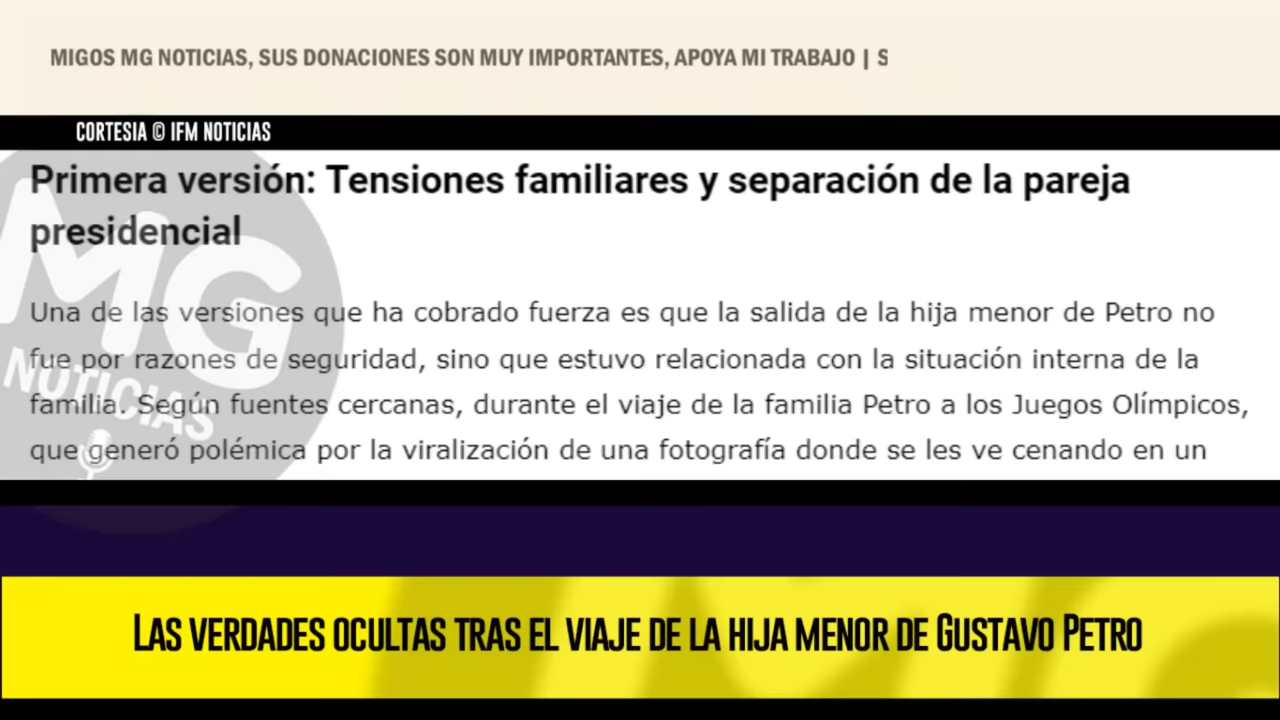 MIGOS MG NOTICIAS, SUS DONACIONES SON MUY IMPORTANTES, APOYA MI TRABAJO | S
CORTESIA © IFM NOTICIAS
Primera versión: Tensiones familiares y separación de la pareja
presidencial
Una de las versiones que ha cobrado fuerza es que la salida de la hija menor de Petro no
fue por razones de seguridad, sino que estuvo relacionada con la situación interna de la
familia. Según fuentes cercanas, durante el viaje de la familia Petro a los Juegos Olímpicos,
que generó polémica por la viralización de una fotografía donde se les ve cenando en un
MG
NOTICIAS
LAS VERDADES OCULTAS TRAS EL VIAJE DE LA HIJA MENOR DE GUSTAVO PETRO